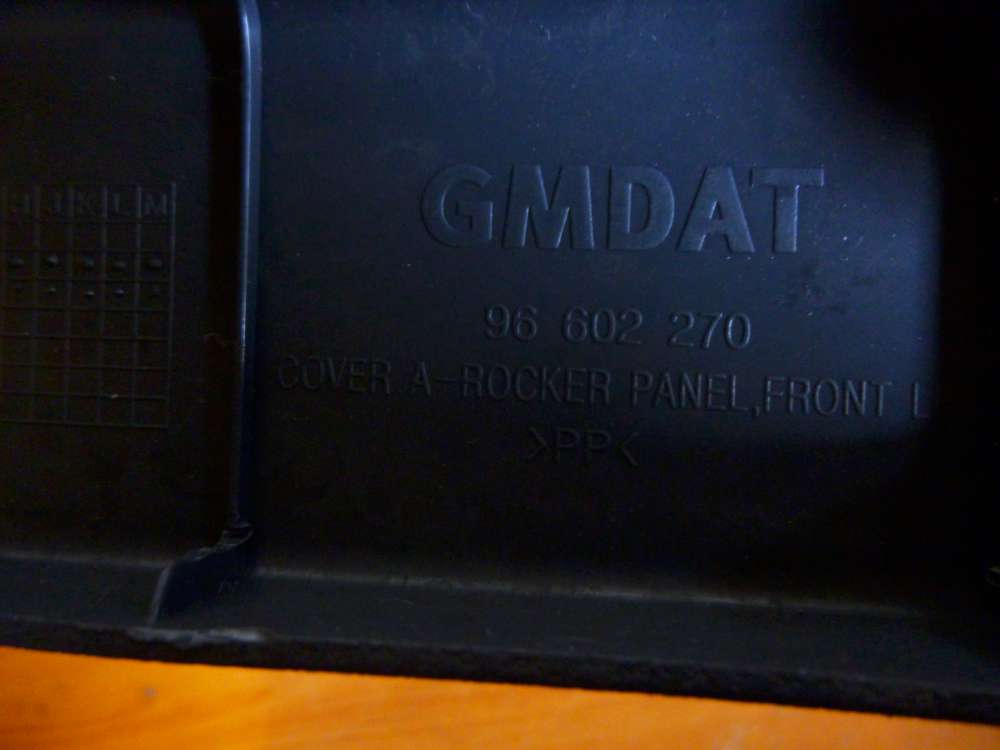 GMDAT
96 602 270
COVER A-ROCKER PANEL,FRONT L
>PP<
H J K L M